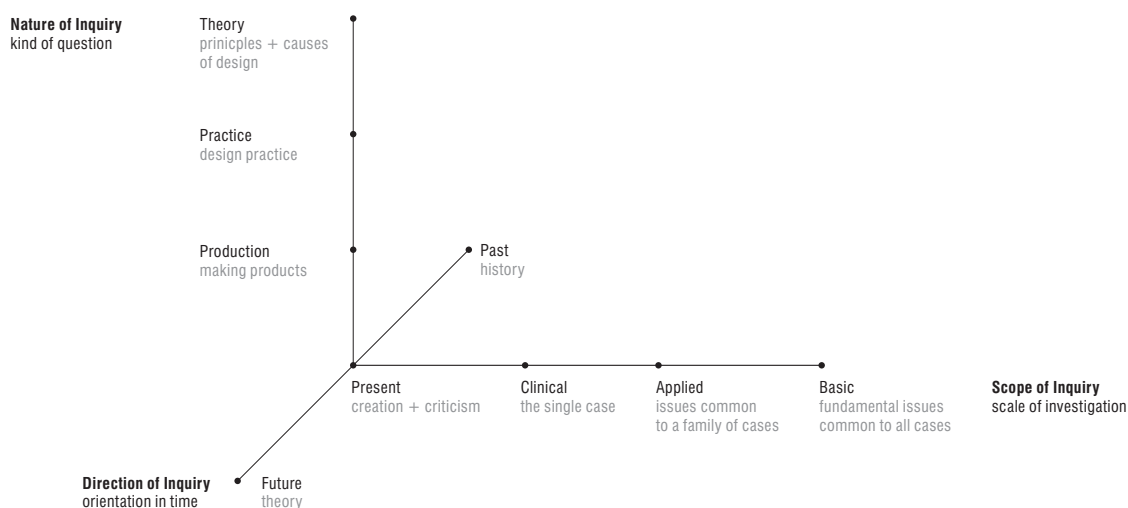 Nature of Inquiry
kind of question
Theory
prinicples + causes
of design
Practice
design practice
Production
making products
Past
history
Present
creation + criticism
Clinical
the single case
Applied
issues common
to a family of cases
Basic
fundamental issues
common to all cases
Scope of Inquiry
scale of investigation
Direction of Inquiry
orientation in time
Future
theory